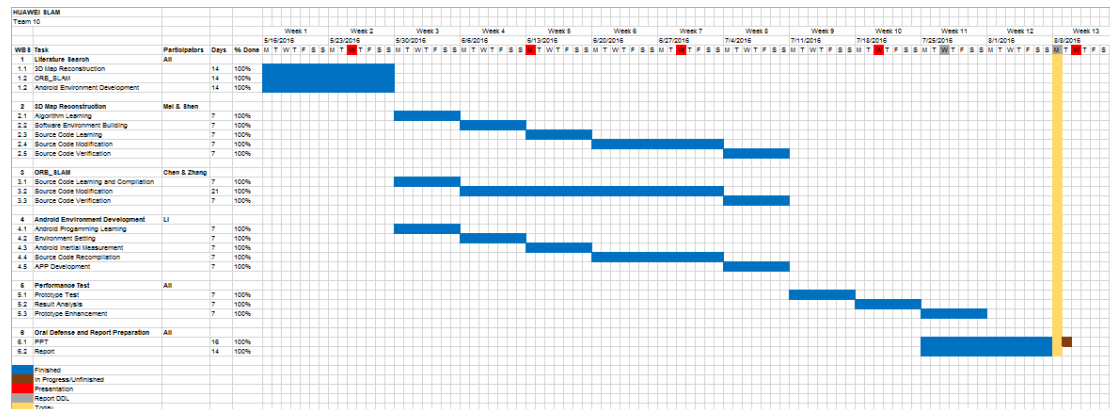 HUAWEI SLAM
Team 10
Week 1 Week 2 Week 3 Week 4 Week 5 Week 6 Week 7 Week 8 Week 9 Week 10 Week 11 Week 12 Week 13
5/16/2016 5/23/2016 5/30/2016 6/6/2016 6/13/2016 6/20/2016 6/27/2016 7/4/2016 7/11/2016 7/18/2016 7/25/2016 8/1/2016 8/8/2016
WBS Task Participators Days % Done M T W T F S S M T W T F S S M T W T F S S M T W T F S S M T W T F S S M T W T F S S M T W T F S S M T W T F S S M T W T F S S M T W T F S S M T W T F S S M T W T F S S M T W T F S S
1 Literature Search All
1.1 3D Map Reconstruction 14 100%
1.2 ORB_SLAM 14 100%
1.2 Android Environment Development 14 100%
2 3D Map Reconstruction Mei & Shen
2.1 Algorithm Learning 7 100%
2.2 Software Environment Building 7 100%
2.3 Source Code Learning 7 100%
2.4 Source Code Modification 7 100%
2.5 Source Code Verification 7 100%
3 ORB_SLAM Chen & Zhang
3.1 Source Code Learning and Compilation 7 100%
3.2 Source Code Modification 21 100%
3.3 Source Code Verification 7 100%
4 Android Environment Development Li
4.1 Android Progamming Learning 7 100%
4.2 Environment Setting 7 100%
4.3 Android Inertial Measurement 7 100%
4.4 Source Code Recompilation 7 100%
4.5 APP Development 7 100%
5 Performance Test All
5.1 Prototype Test 7 100%
5.2 Result Analysis 7 100%
5.3 Prototype Enhancement 7 100%
6 Oral Defense and Report Preparation All
6.1 PPT 16 100%
6.2 Report 14 100%
Finished
In Progress/Unfinished
Presentation
Report DDL
Today